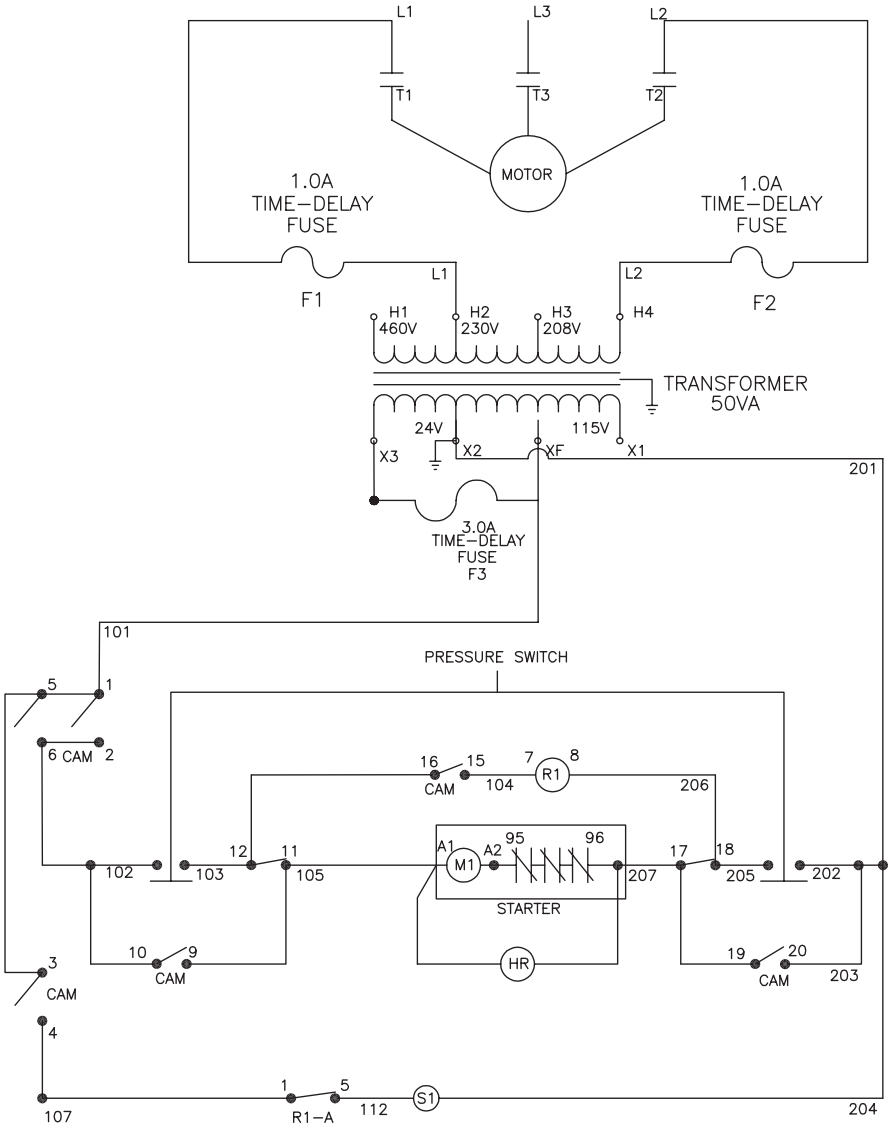 L1
L3
L2
T1
T3
T2
MOTOR
1.0A
TIME-DELAY
FUSE
1.0A
TIME-DELAY
FUSE
L1
L2
F1
F2
H1
460V
H2
230V
H3
208V
H4
TRANSFORMER
50VA
24V
115V
X3
X2
XF
X1
201
3.0A
TIME-DELAY
FUSE
F3
101
PRESSURE SWITCH
5
1
6
CAM
2
16
15
7
8
R1
CAM
104
206
12
11
A1
M1
A2
95
96
17
18
102
103
105
207
205
202
STARTER
10
9
CAM
HR
19
20
CAM
203
3
CAM
4
1
5
S1
107
R1-A
112
204